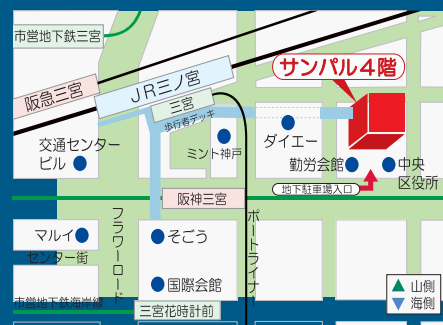 市営地下鉄三宮
サンパル4階
JR三ノ宮
阪急三宮
三宮
歩行者デッキ
交通センター
ビル
ミント神戸
ダイエー
勤労会館
中央
区役所
地下駐車場入口
阪神三宮
フラワーロード
ポートライナー
マルイ
センター街
そごう
国際会館
市営地下鉄海岸線
三宮花時計前
山側
海側